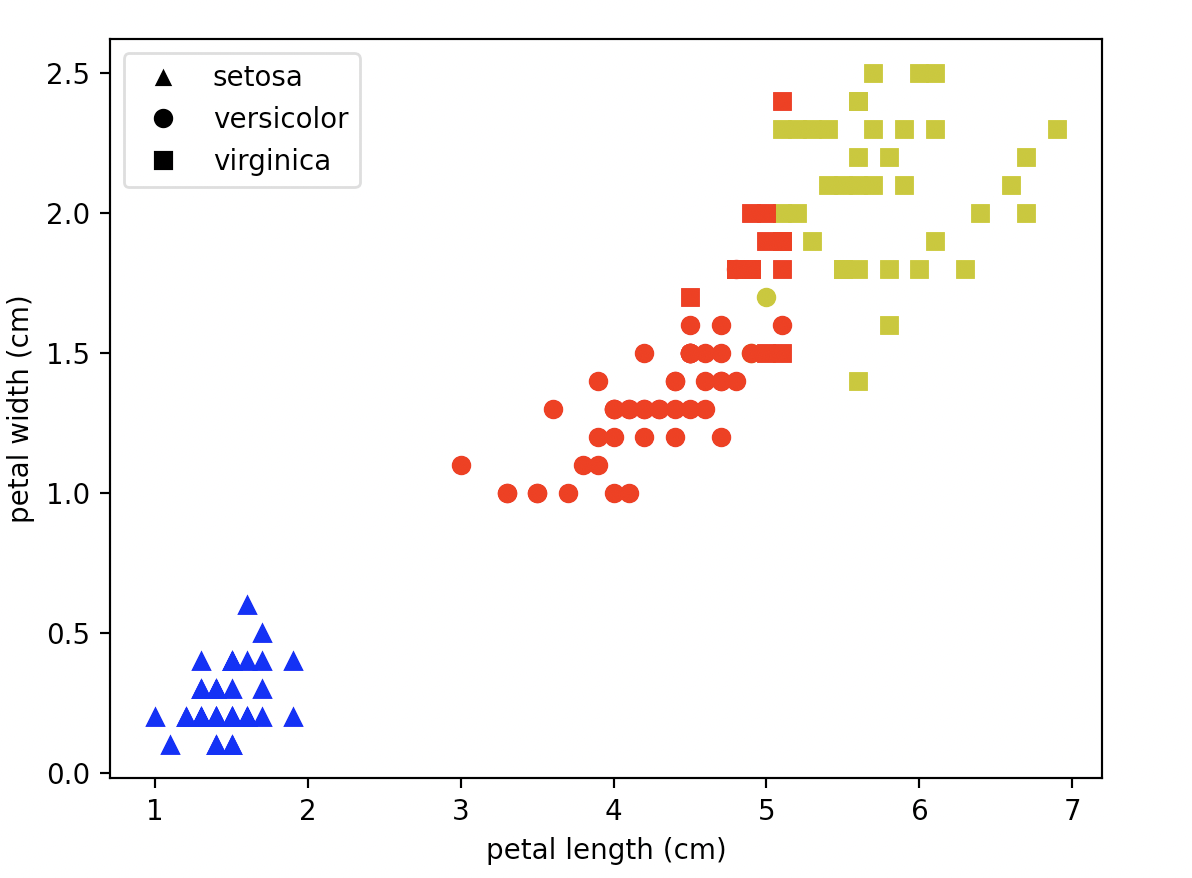 setosa
versicolor
virginica
2.5
2.0
1.5
1.0
0.5
0.0
petal width (cm)
1 2 3 4 5 6 7
petal length (cm)